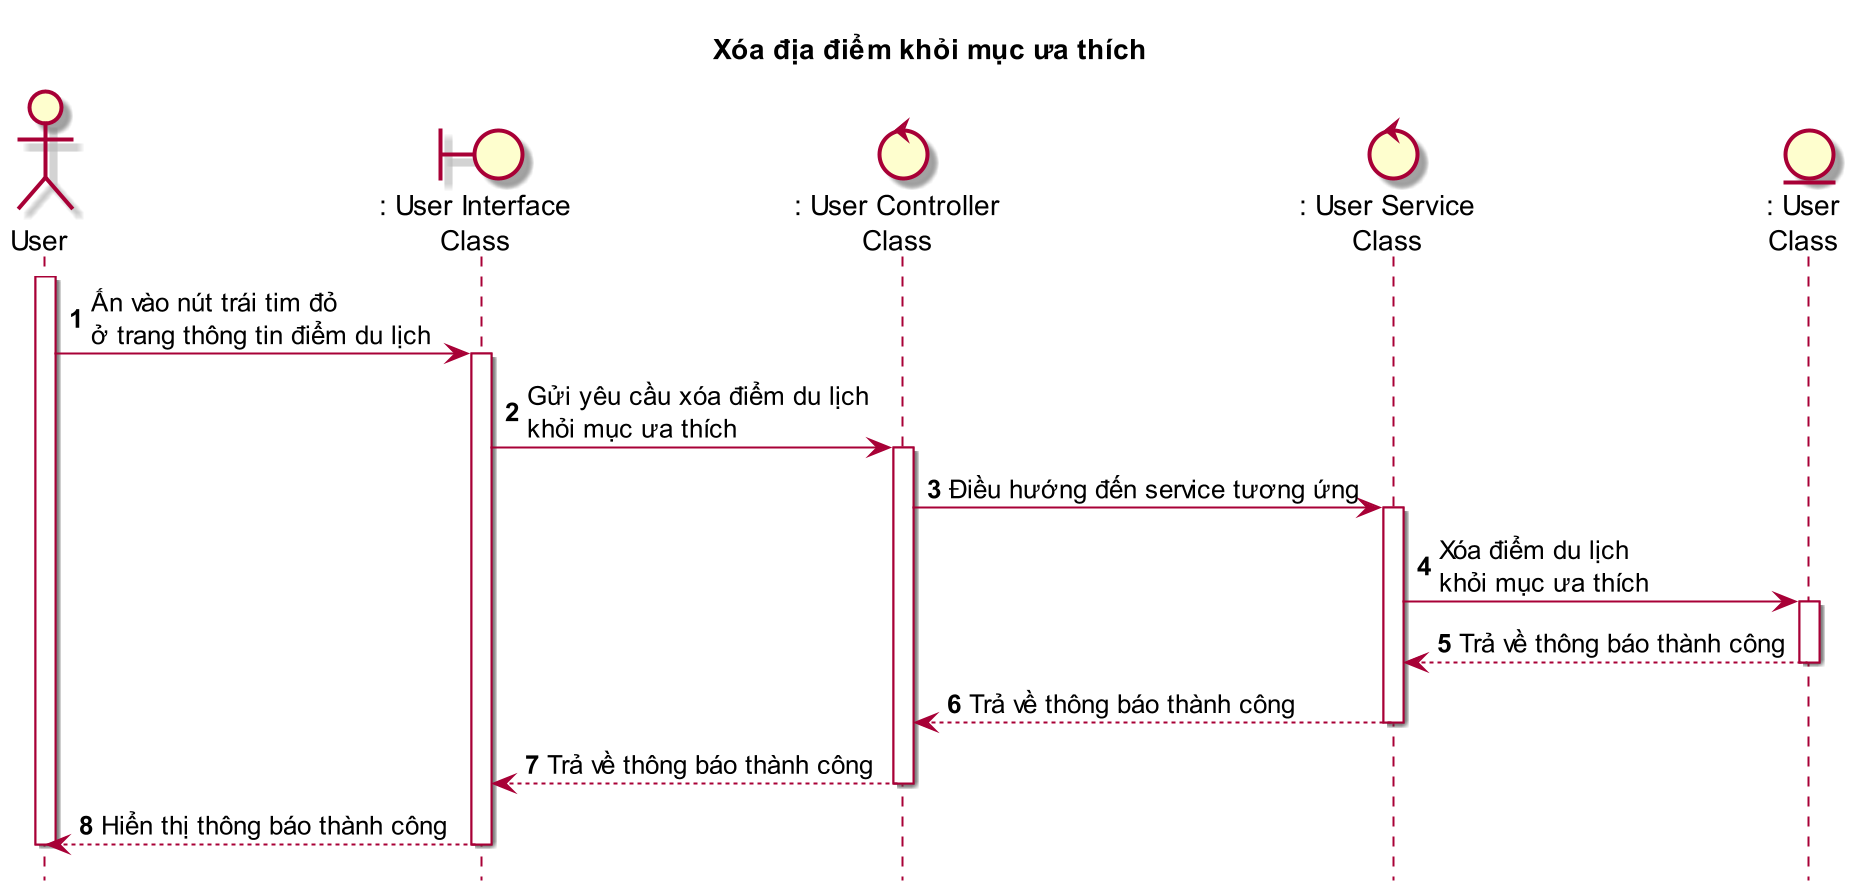 Xóa địa điểm khỏi mục ưa thích
User
: User Interface
Class
: User Controller
Class
: User Service
Class
: User
Class
1 Ấn vào nút trái tim đỏ
ở trang thông tin điểm du lịch
2 Gửi yêu cầu xóa điểm du lịch
khỏi mục ưa thích
3 Điều hướng đến service tương ứng
4 Xóa điểm du lịch
khỏi mục ưa thích
5 Trả về thông báo thành công
6 Trả về thông báo thành công
7 Trả về thông báo thành công
8 Hiển thị thông báo thành công